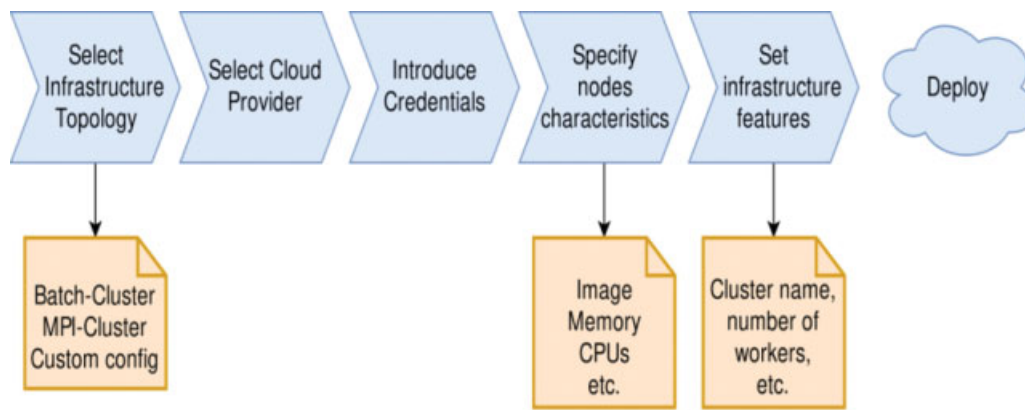 Select
Infrastructure
Topology
Select Cloud
Provider
Introduce
Credentials
Specify
nodes
characteristics
Set
infrastructure
features
Deploy
Batch-Cluster
MPI-Cluster
Custom config
Image
Memory
CPUs
etc.
Cluster name,
number of
workers,
etc.